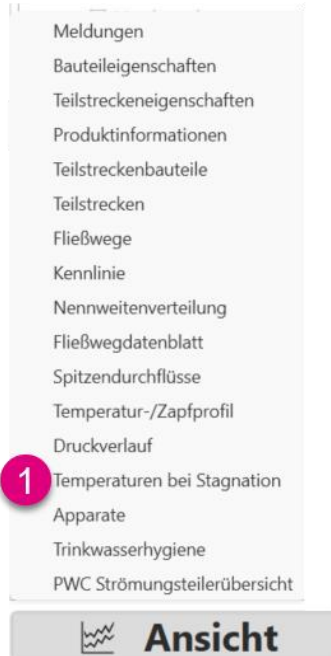 Meldungen
Bauteileigenschaften
Teilstreckeneigenschaften
Produktinformationen
Teilstreckenbauteile
Teilstrecken
Fließwege
Kennlinie
Nennweitenverteilung
Fließwegdatenblatt
Spitzendurchflüsse
Temperatur-/Zapfprofil
Druckverlauf
1 Temperaturen bei Stagnation
Apparate
Trinkwasserhygiene
PWC Strömungsteilerübersicht
Ansicht